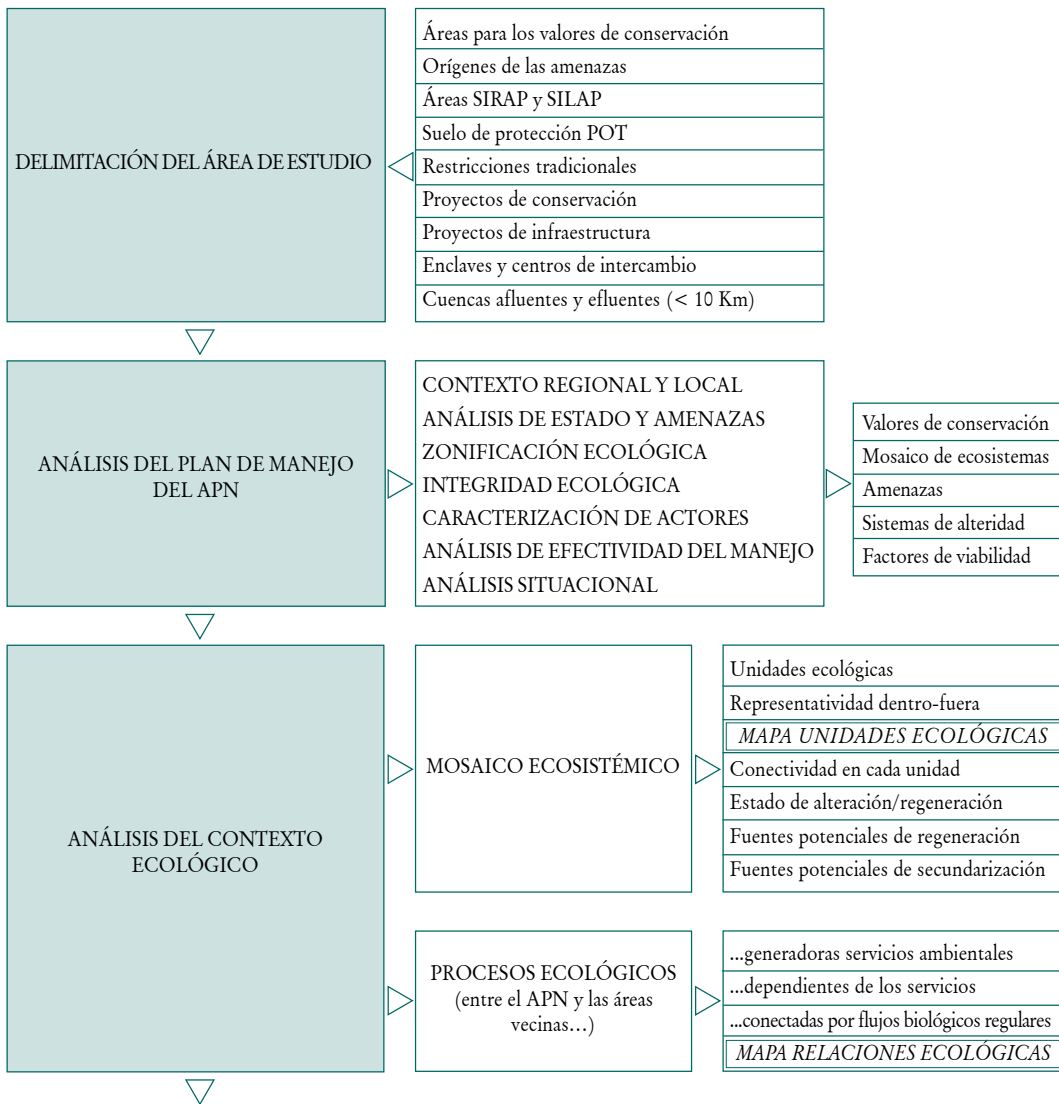 DELIMITACIÓN DEL ÁREA DE ESTUDIO
Áreas para los valores de conservación
Orígenes de las amenazas
Áreas SIRAP y SILAP
Suelo de protección POT
Restricciones tradicionales
Proyectos de conservación
Proyectos de infraestructura
Enclaves y centros de intercambio
Cuencas afluentes y efluentes (< 10 Km)
ANÁLISIS DEL PLAN DE MANEJO
DEL APN
CONTEXTO REGIONAL Y LOCAL
ANÁLISIS DE ESTADO Y AMENAZAS
ZONIFICACIÓN ECOLÓGICA
INTEGRIDAD ECOLÓGICA
CARACTERIZACIÓN DE ACTORES
ANÁLISIS DE EFECTIVIDAD DEL MANEJO
ANÁLISIS SITUACIONAL
Valores de conservación
Mosaico de ecosistemas
Amenazas
Sistemas de alteridad
Factores de viabilidad
ANÁLISIS DEL CONTEXTO
ECOLÓGICO
MOSAICO ECOSISTÉMICO
Unidades ecológicas
Representatividad dentro-fuera
MAPA UNIDADES ECOLÓGICAS
Conectividad en cada unidad
Estado de alteración/regeneración
Fuentes potenciales de regeneración
Fuentes potenciales de secundarización
PROCESOS ECOLÓGICOS
(entre el APN y las áreas
vecinas...)
...generadoras servicios ambientales
...dependientes de los servicios
...conectadas por flujos biológicos regulares
MAPA RELACIONES ECOLÓGICAS